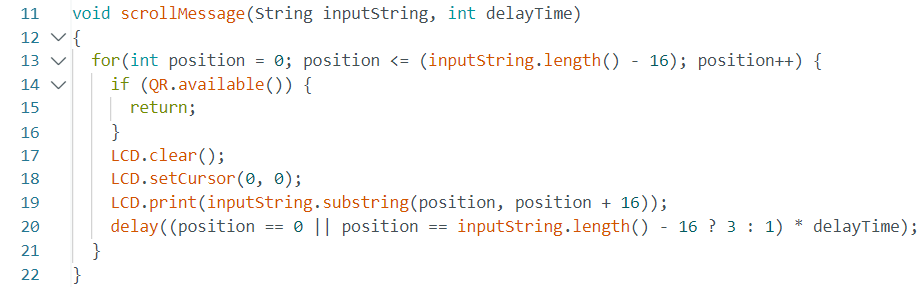 11 void scrollMessage(String inputString, int delayTime)
12 {
13 for(int position = 0; position <= (inputString.length() - 16); position++) {
14 if (QR.available()) {
15 return;
16 }
17 LCD.clear();
18 LCD.setCursor(0, 0);
19 LCD.print(inputString.substring(position, position + 16));
20 delay((position == 0 || position == inputString.length() - 16 ? 3 : 1) * delayTime);
21 }
22 }